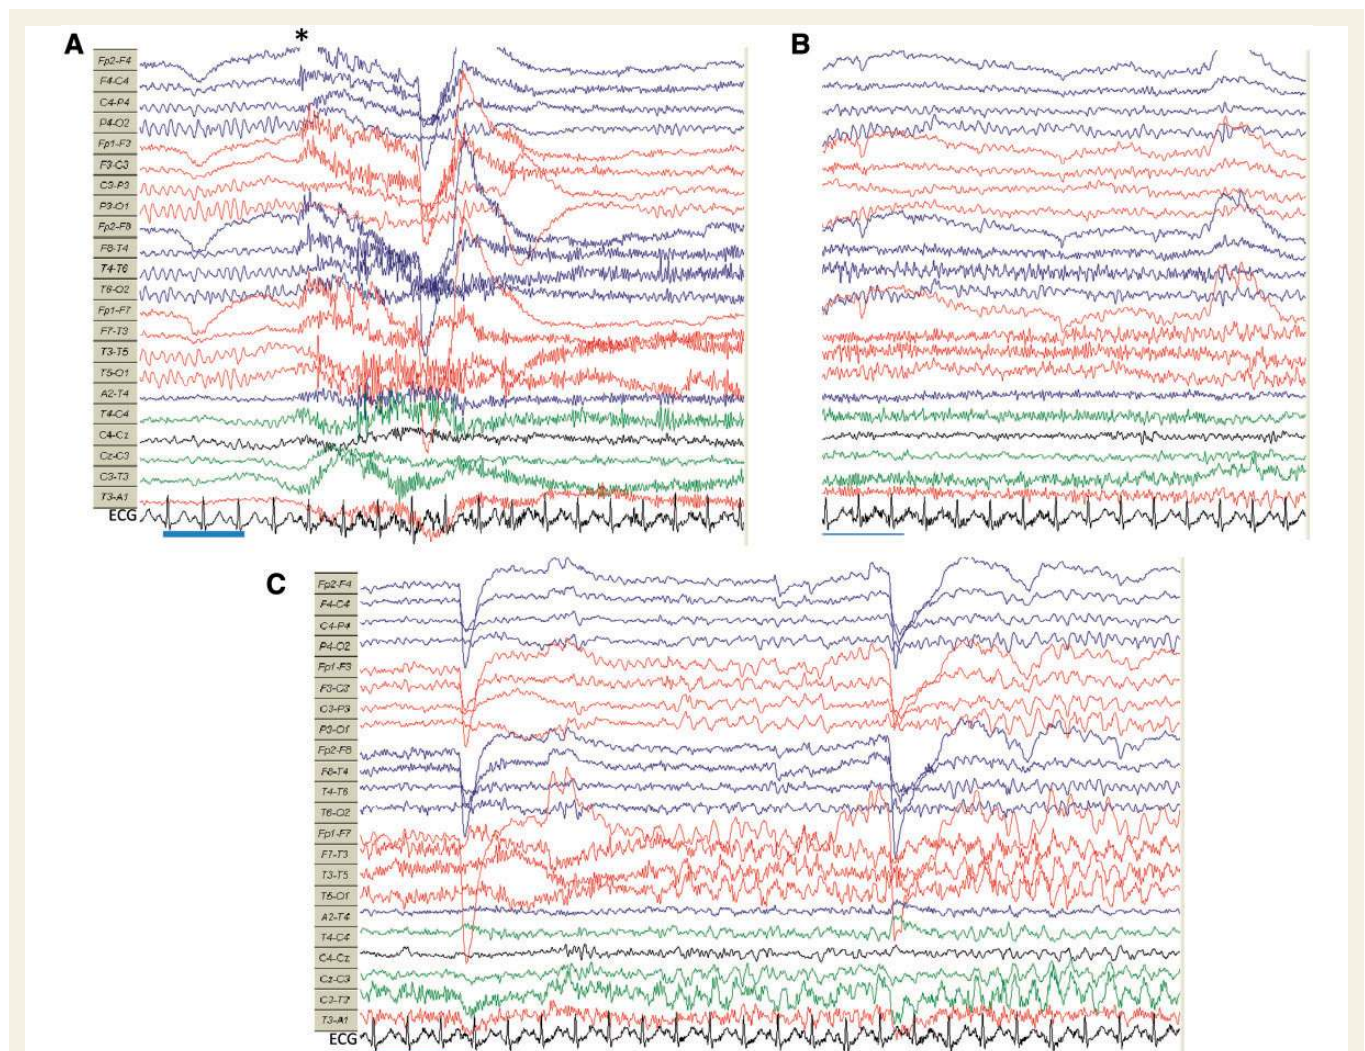 A
*
Fp2-F4
F4-C4
C4-P4
P4-O2
Fp1-F3
F3-C3
C3-P3
P3-O1
Fp2-F8
F8-T4
T4-T6
T6-O2
Fp1-F7
F7-T3
T3-T5
T5-O1
A2-T4
T4-C4
C4-Cz
Cz-C3
C3-T3
T3-A1
ECG
B
C
Fp2-F4
F4-C4
C4-P4
P4-O2
Fp1-F3
F3-C3
C3-P3
P3-O1
Fp2-F8
F8-T4
T4-T6
T6-O2
Fp1-F7
F7-T3
T3-T5
T5-O1
A2-T4
T4-C4
C4-Cz
Cz-C3
C3-T3
T3-A1
ECG